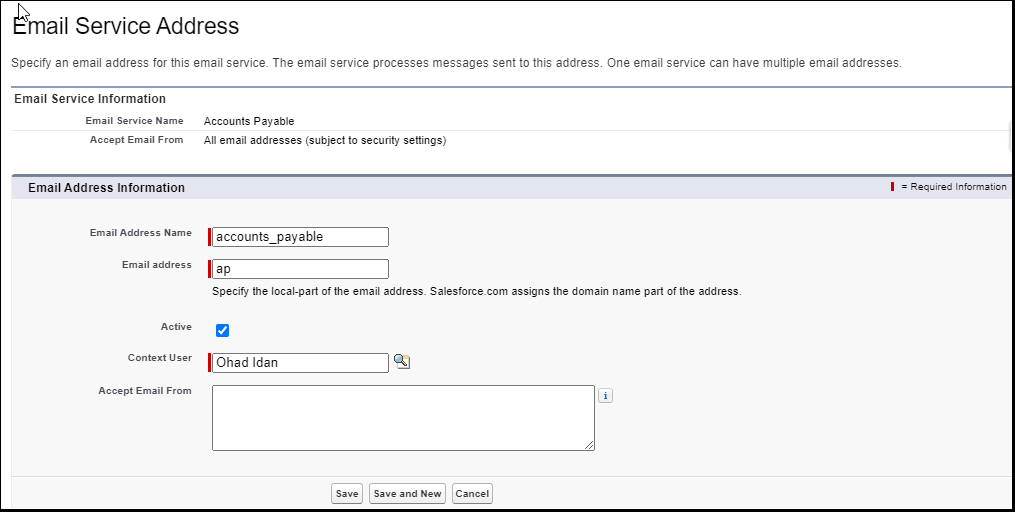 Email Service Address
Specify an email address for this email service. The email service processes messages sent to this address. One email service can have multiple email addresses.
Email Service Information
Email Service Name Accounts Payable
Accept Email From All email addresses (subject to security settings)
Email Address Information = Required Information
Email Address Name accounts_payable
Email address ap
Specify the local-part of the email address. Salesforce.com assigns the domain name part of the address.
Active
Context User Ohad Idan
Accept Email From i
Save Save and New Cancel